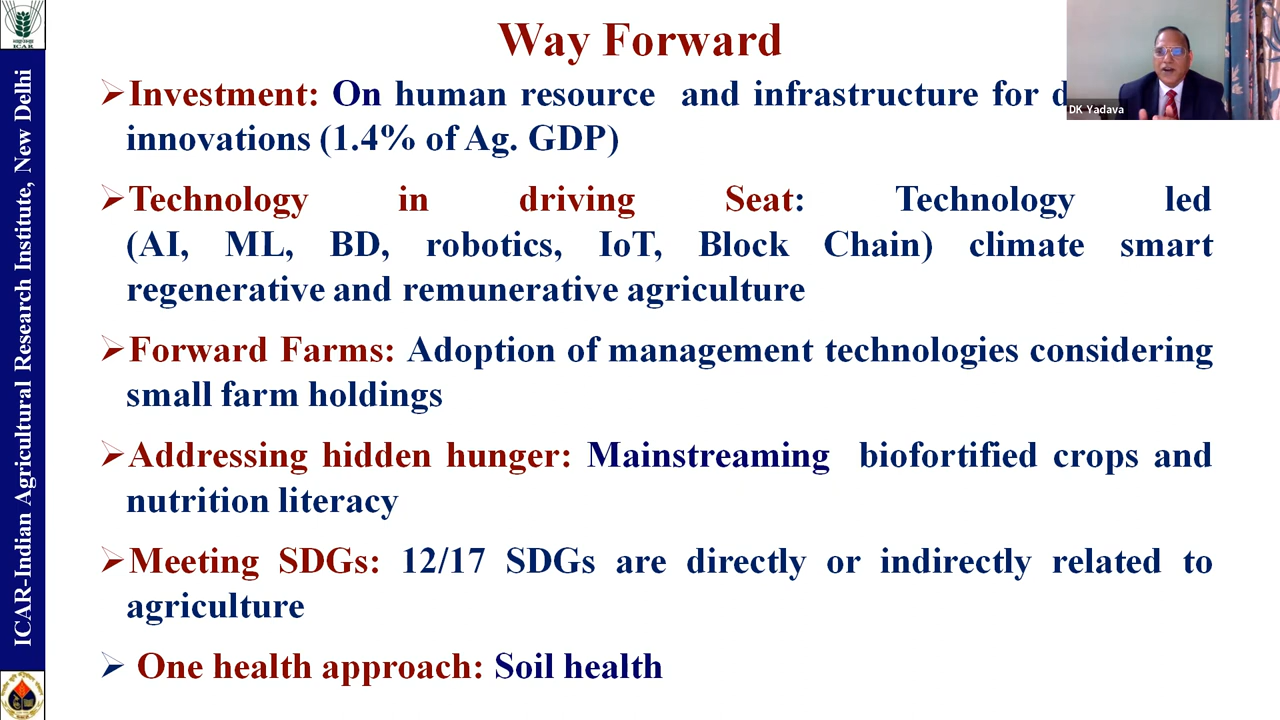 Way Forward
➢Investment: On human resource and infrastructure for
DK Yadava
innovations (1.4% of Ag. GDP)
➢Technology in driving Seat: Technology led
(AI, ML, BD, robotics, IoT, Block Chain) climate smart
regenerative and remunerative agriculture
➢Forward Farms: Adoption of management technologies considering
small farm holdings
➢Addressing hidden hunger: Mainstreaming biofortified crops and
nutrition literacy
➢Meeting SDGs: 12/17 SDGs are directly or indirectly related to
agriculture
➢ One health approach: Soil health
ICAR-Indian Agricultural Research Institute, New Delhi
ICAR